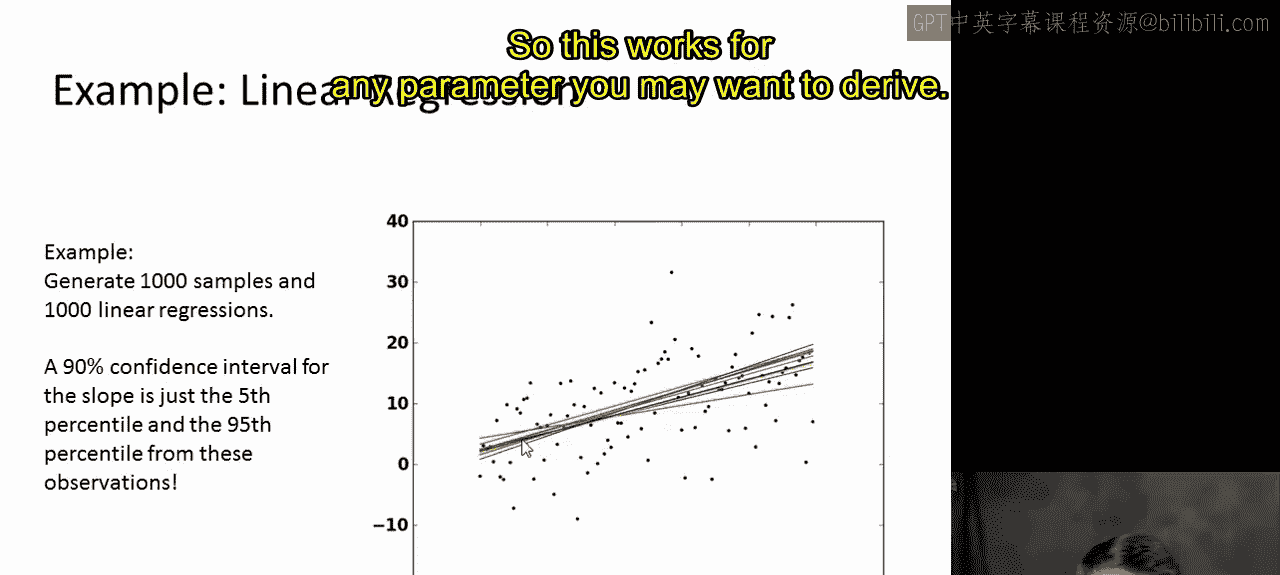 GPT中英字幕课程资源@bilibili.com
So this works for
any parameter you may want to derive.
Example: Linear Regression
Example:
Generate 1000 samples and
1000 linear regressions.
A 90% confidence interval for
the slope is just the 5th
percentile and the 95th
percentile from these
observations!
40
30
20
10
0
−10